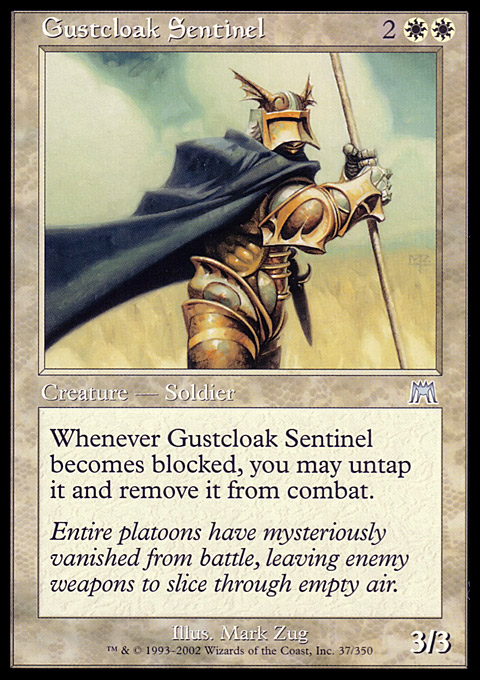 Gustcloak Sentinel 2
Creature — Soldier
Whenever Gustcloak Sentinel
becomes blocked, you may untap
it and remove it from combat.
Entire platoons have mysteriously
vanished from battle, leaving enemy
weapons to slice through empty air.
Illus. Mark Zug
™ & © 1993–2002 Wizards of the Coast, Inc. 37/350
3/3